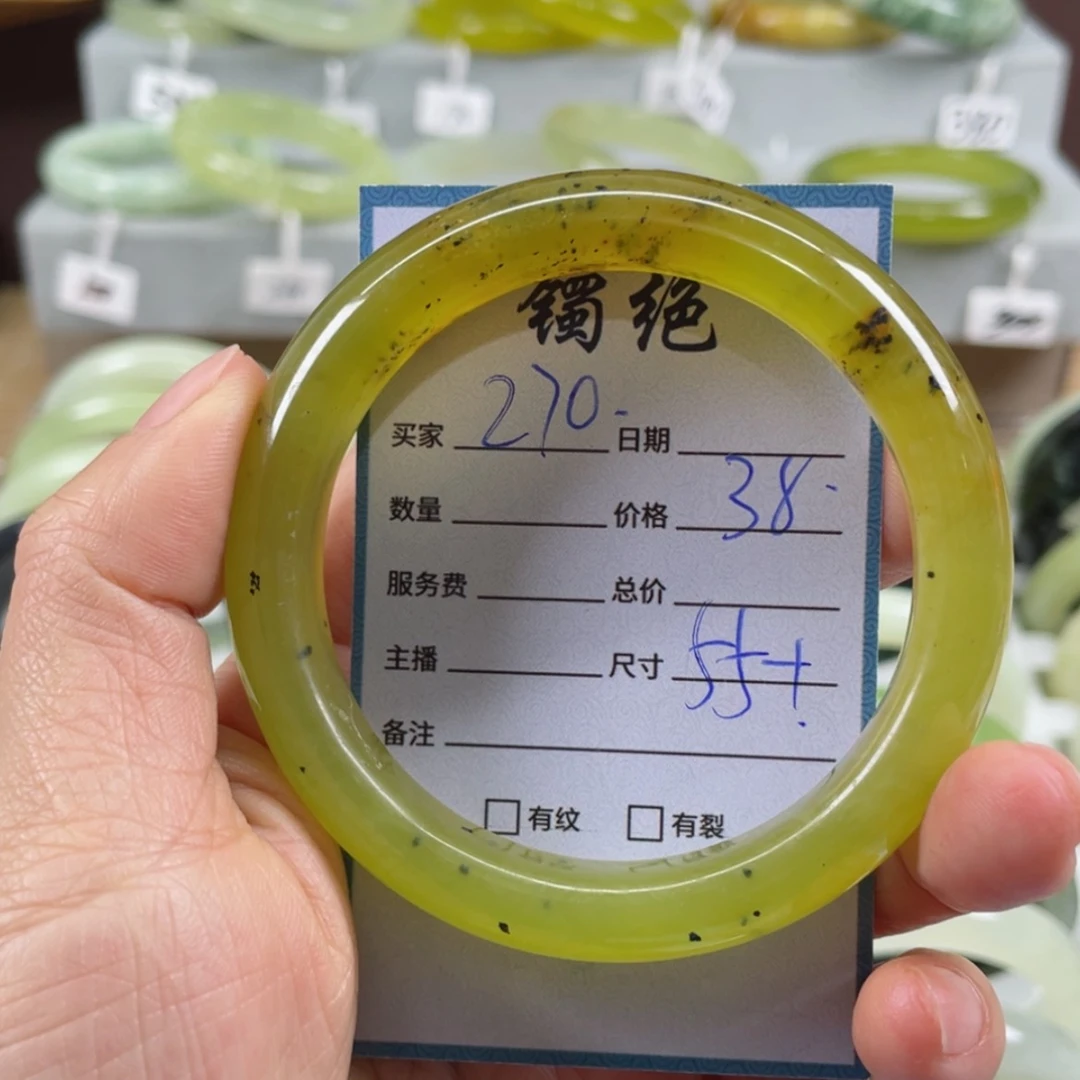 镯绝
买家 270- 日期
数量 价格 38-
服务费 总价
主播 尺寸 55+
备注
有纹 有裂